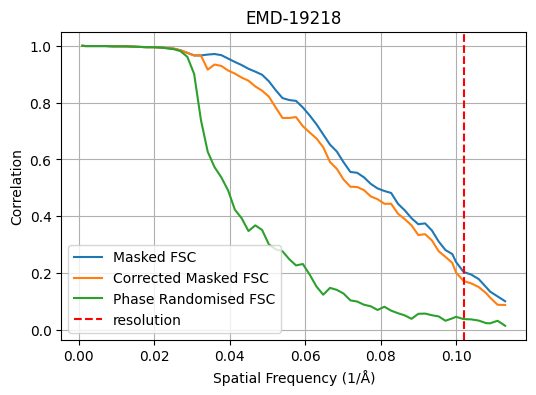 EMD-19218
1.0
0.8
0.6
0.4
0.2
0.0
Correlation
Masked FSC
Corrected Masked FSC
Phase Randomised FSC
resolution
0.00 0.02 0.04 0.06 0.08 0.10
Spatial Frequency (1/Å)